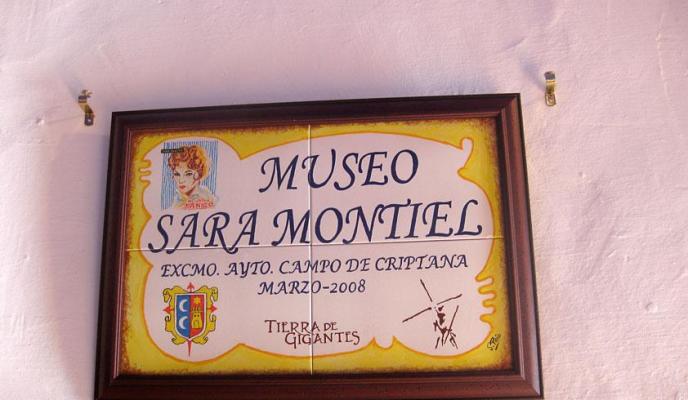 MUSEO
SARA MONTIEL
EXCMO. AYTO. CAMPO DE CRIPTANA
MARZO-2008
TIERRA DE
GIGANTES